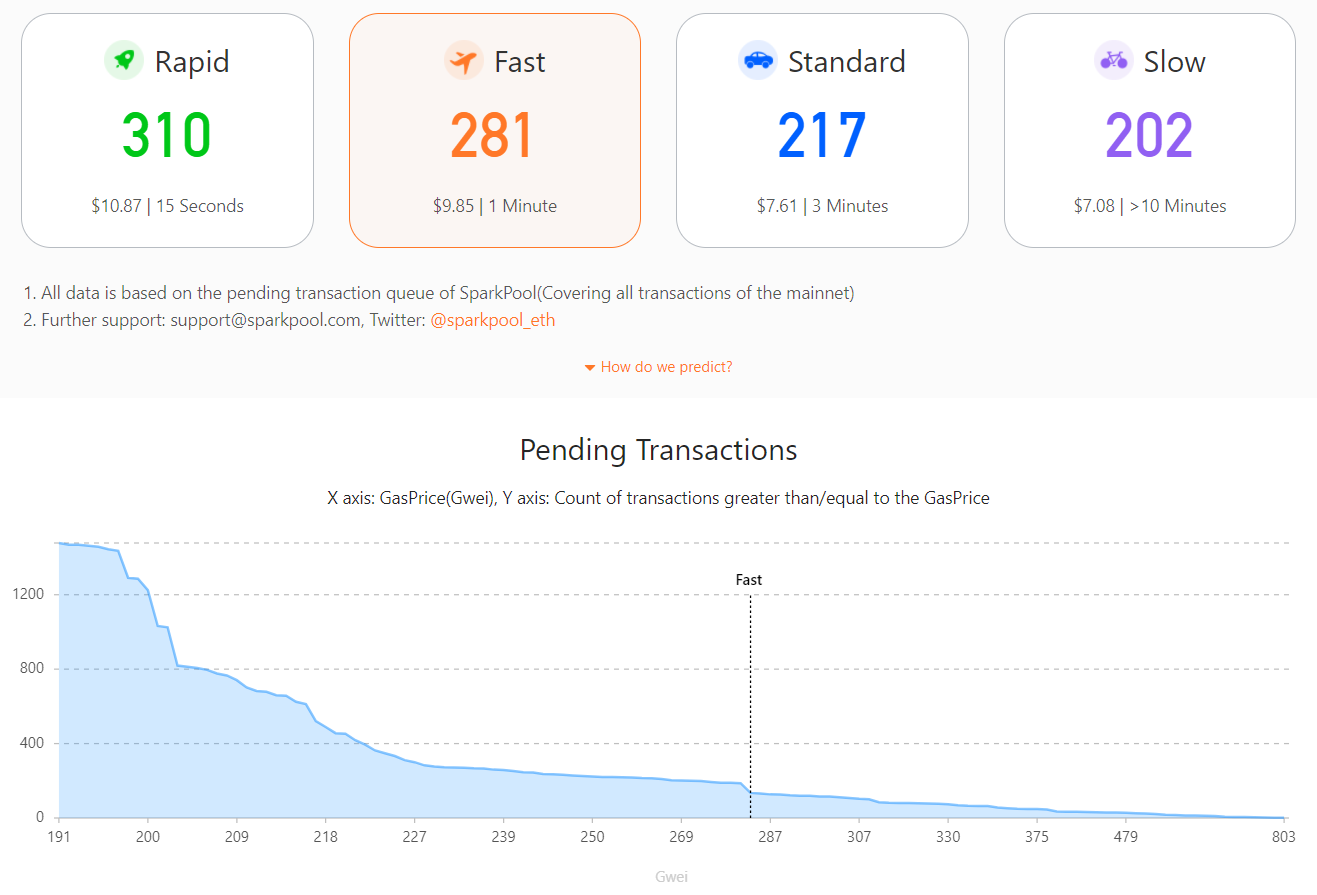 Rapid
310
$10.87 | 15 Seconds
Fast
281
$9.85 | 1 Minute
Standard
217
$7.61 | 3 Minutes
Slow
202
$7.08 | >10 Minutes
1. All data is based on the pending transaction queue of SparkPool(Covering all transactions of the mainnet)
2. Further support: support@sparkpool.com, Twitter: @sparkpool_eth
How do we predict?
Pending Transactions
X axis: GasPrice(Gwei), Y axis: Count of transactions greater than/equal to the GasPrice
Fast
1200
800
400
0
191 200 209 218 227 239 250 269 287 307 330 375 479 803
Gwei